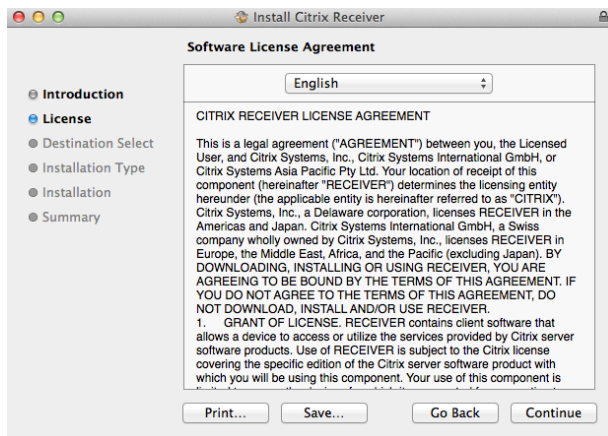 Install Citrix Receiver
Software License Agreement
Introduction
License
Destination Select
Installation Type
Installation
Summary
English
CITRIX RECEIVER LICENSE AGREEMENT
This is a legal agreement ("AGREEMENT") between you, the Licensed
User, and Citrix Systems, Inc., Citrix Systems International GmbH, or
Citrix Systems Asia Pacific Pty Ltd. Your location of receipt of this
component (hereinafter "RECEIVER") determines the licensing entity
hereunder (the applicable entity is hereinafter referred to as "CITRIX").
Citrix Systems, Inc., a Delaware corporation, licenses RECEIVER in the
Americas and Japan. Citrix Systems International GmbH, a Swiss
company wholly owned by Citrix Systems, Inc., licenses RECEIVER in
Europe, the Middle East, Africa, and the Pacific (excluding Japan). BY
DOWNLOADING, INSTALLING OR USING RECEIVER, YOU ARE
AGREEING TO BE BOUND BY THE TERMS OF THIS AGREEMENT. IF
YOU DO NOT AGREE TO THE TERMS OF THIS AGREEMENT, DO
NOT DOWNLOAD, INSTALL AND/OR USE RECEIVER.
1. GRANT OF LICENSE. RECEIVER contains client software that
allows a device to access or utilize the services provided by Citrix server
software products. Use of RECEIVER is subject to the Citrix license
covering the specific edition of the Citrix server software product with
which you will be using this component. Your use of this component is
Print...
Save...
Go Back
Continue